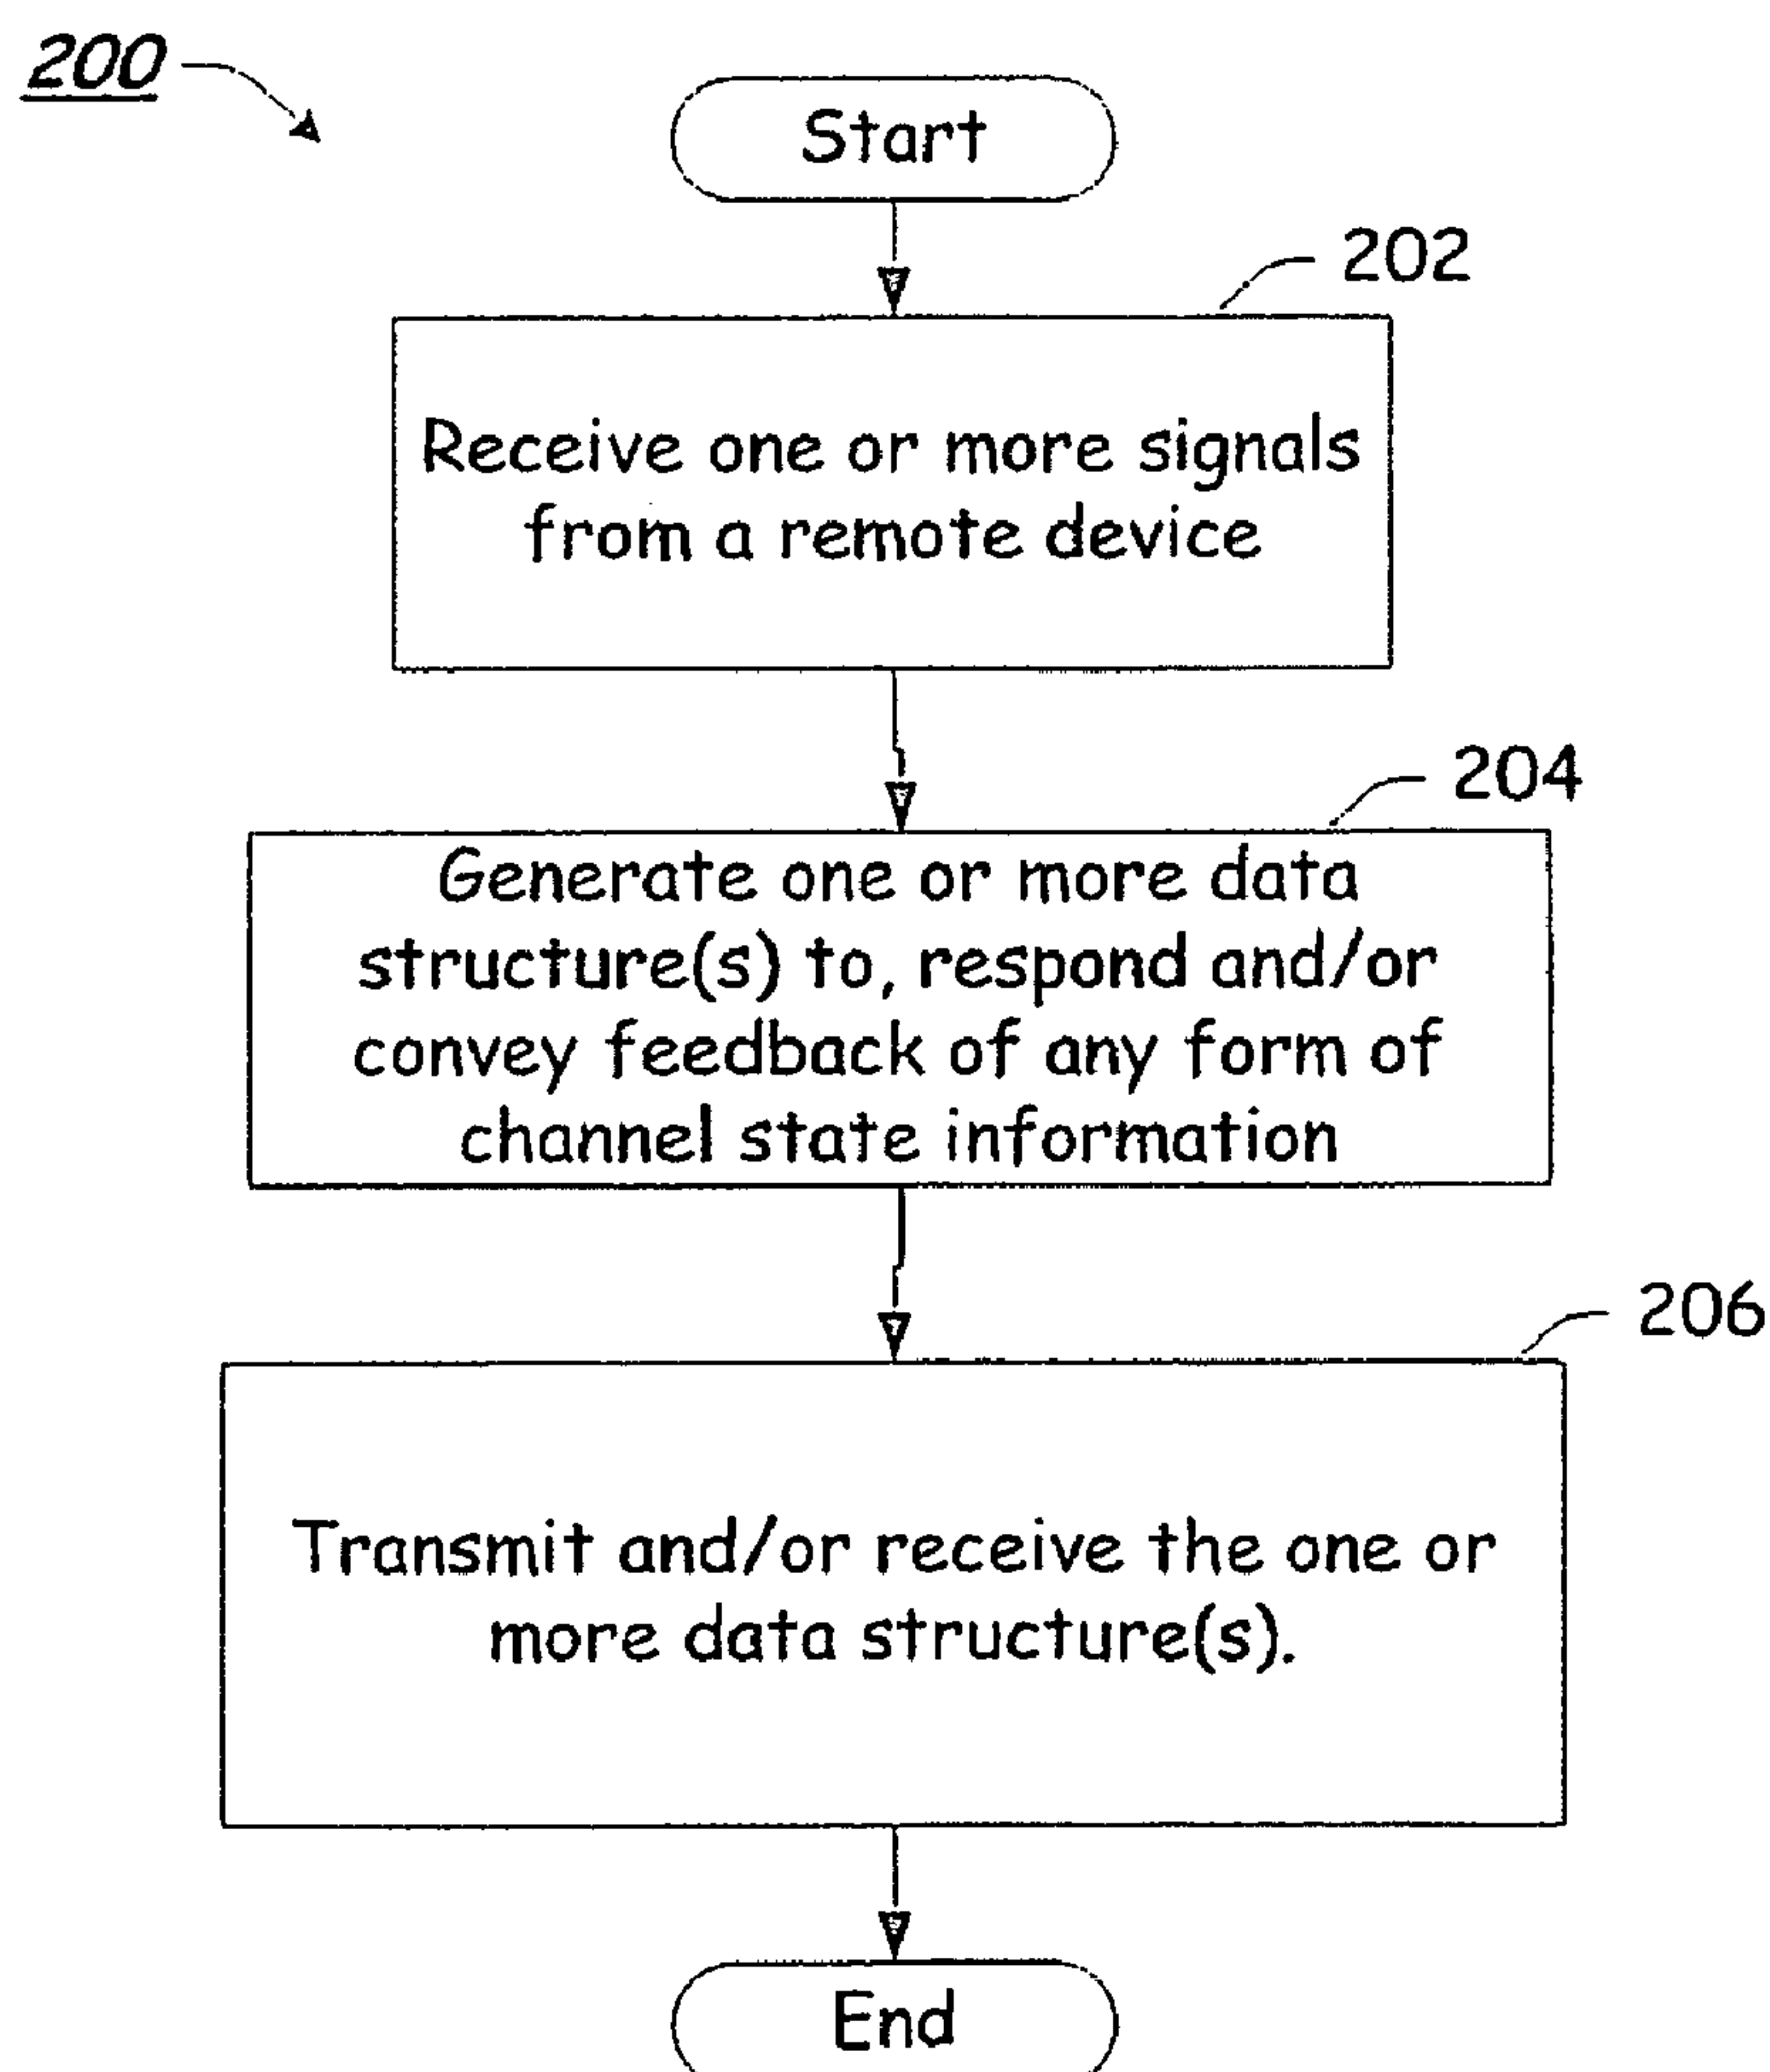 200
Start
202
Receive one or more signals
from a remote device
204
Generate one or more data
structure(s) to, respond and/or
convey feedback of any form of
channel state information
206
Transmit and/or receive the one or
more data structure(s).
End